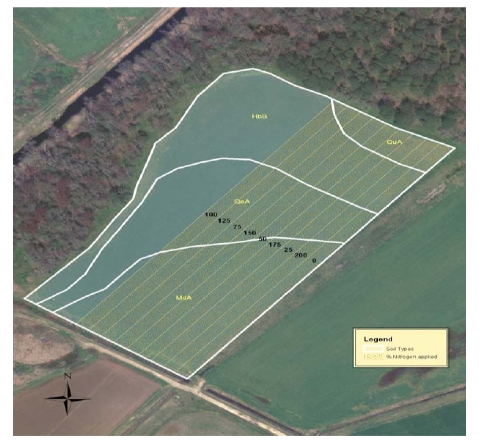 HbB
QuA
QeA
100
125
75
150
50
175
25
200
0
MdA
Legend
Soil Types
% Nitrogen applied
N